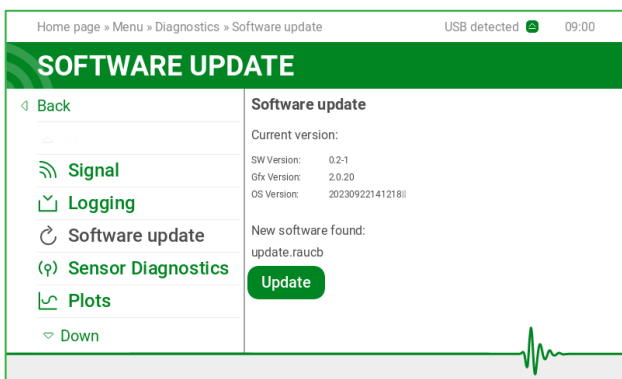 Home page » Menu » Diagnostics » Software update
USB detected
09:00
SOFTWARE UPDATE
Back
Signal
Logging
Software update
Sensor Diagnostics
Plots
Down
Software update
Current version:
SW Version: 0.2-1
Gfx Version: 2.0.20
OS Version: 20230922141218
New software found:
update.raucb
Update